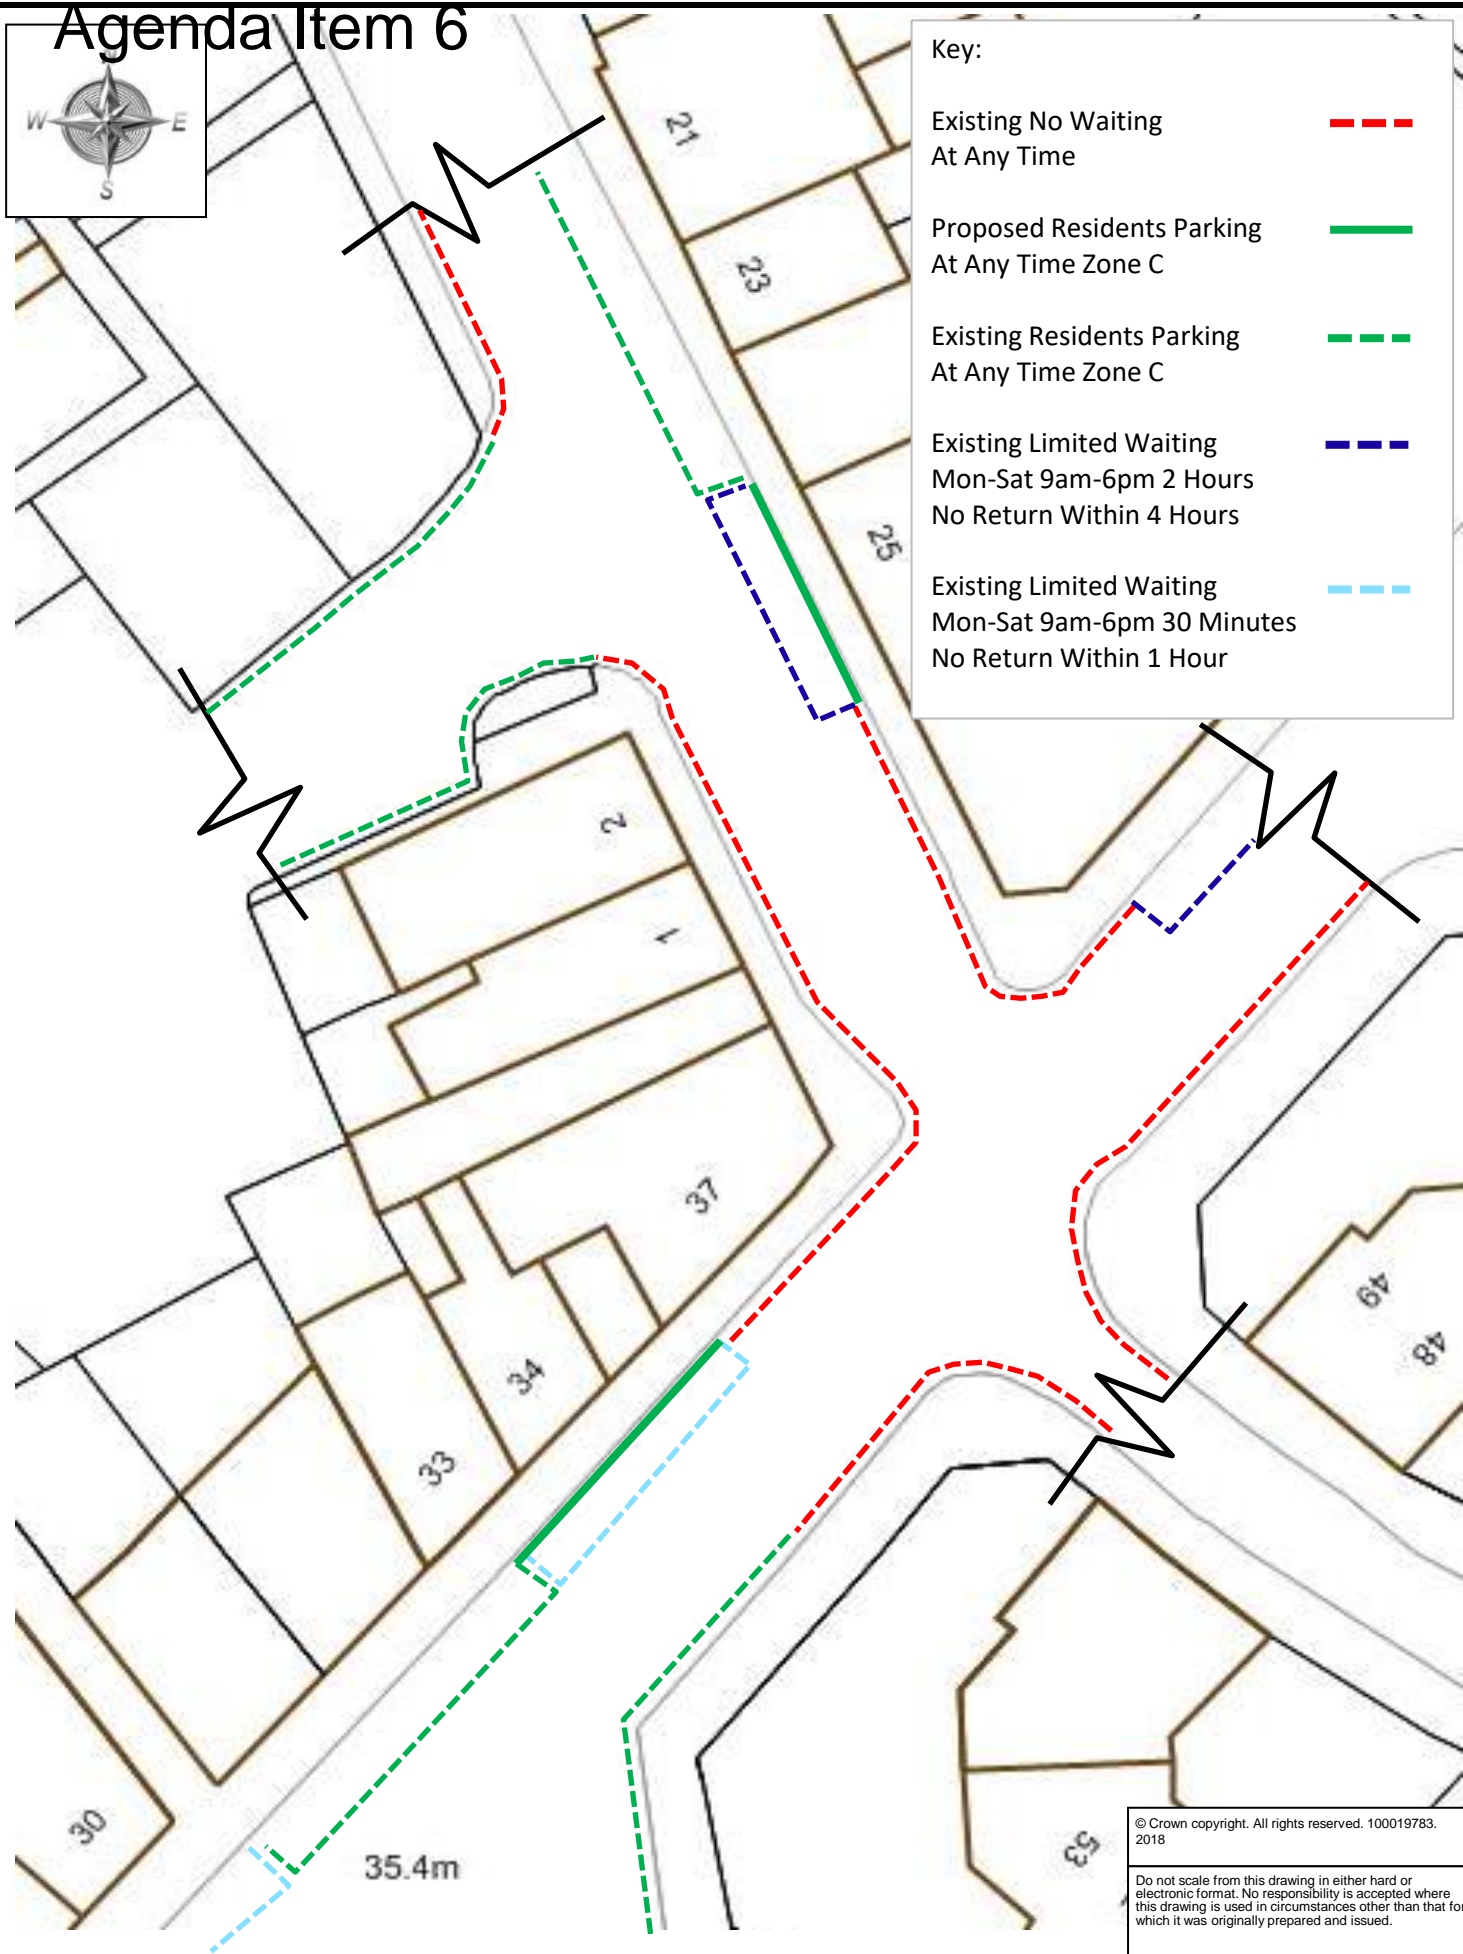 Agenda Item 6
N
W
E
S
Key:
Existing No Waiting
At Any Time
Proposed Residents Parking
At Any Time Zone C
Existing Residents Parking
At Any Time Zone C
Existing Limited Waiting
Mon-Sat 9am-6pm 2 Hours
No Return Within 4 Hours
Existing Limited Waiting
Mon-Sat 9am-6pm 30 Minutes
No Return Within 1 Hour
21
23
25
2
1
37
34
33
30
49
48
53
35.4m
© Crown copyright. All rights reserved. 100019783.
2018
Do not scale from this drawing in either hard or
electronic format. No responsibility is accepted where
this drawing is used in circumstances other than that for
which it was originally prepared and issued.